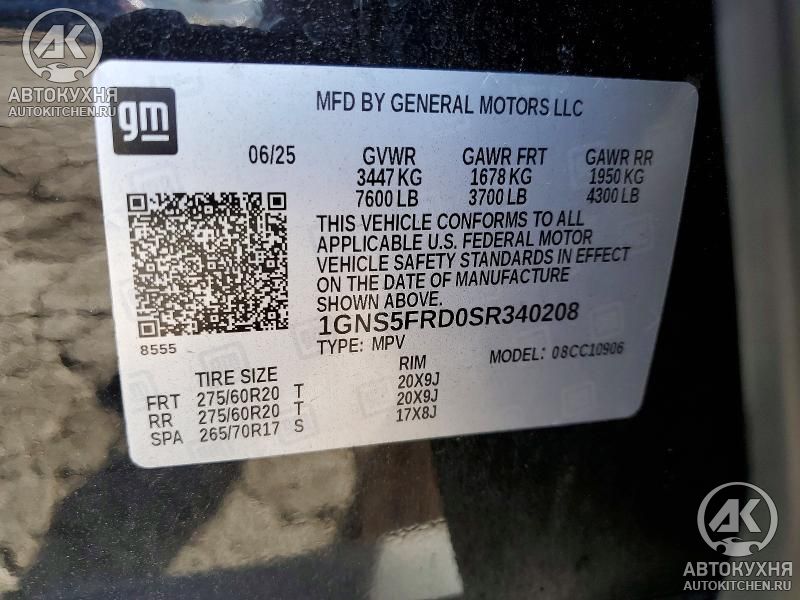 АК
АВТОКУХНЯ
AUTOKITCHEN.RU
gm
MFD BY GENERAL MOTORS LLC
06/25 GVWR GAWR FRT GAWR RR
3447 KG 1678 KG 1950 KG
7600 LB 3700 LB 4300 LB
THIS VEHICLE CONFORMS TO ALL
APPLICABLE U.S. FEDERAL MOTOR
VEHICLE SAFETY STANDARDS IN EFFECT
ON THE DATE OF MANUFACTURE
SHOWN ABOVE.
1GNS5FRD0SR340208
8555
TYPE: MPV MODEL: 08CC10906
TIRE SIZE RIM
FRT 275/60R20 T 20X9J
RR 275/60R20 T 20X9J
SPA 265/70R17 S 17X8J
АК
АВТОКУХНЯ
AUTOKITCHEN.RU